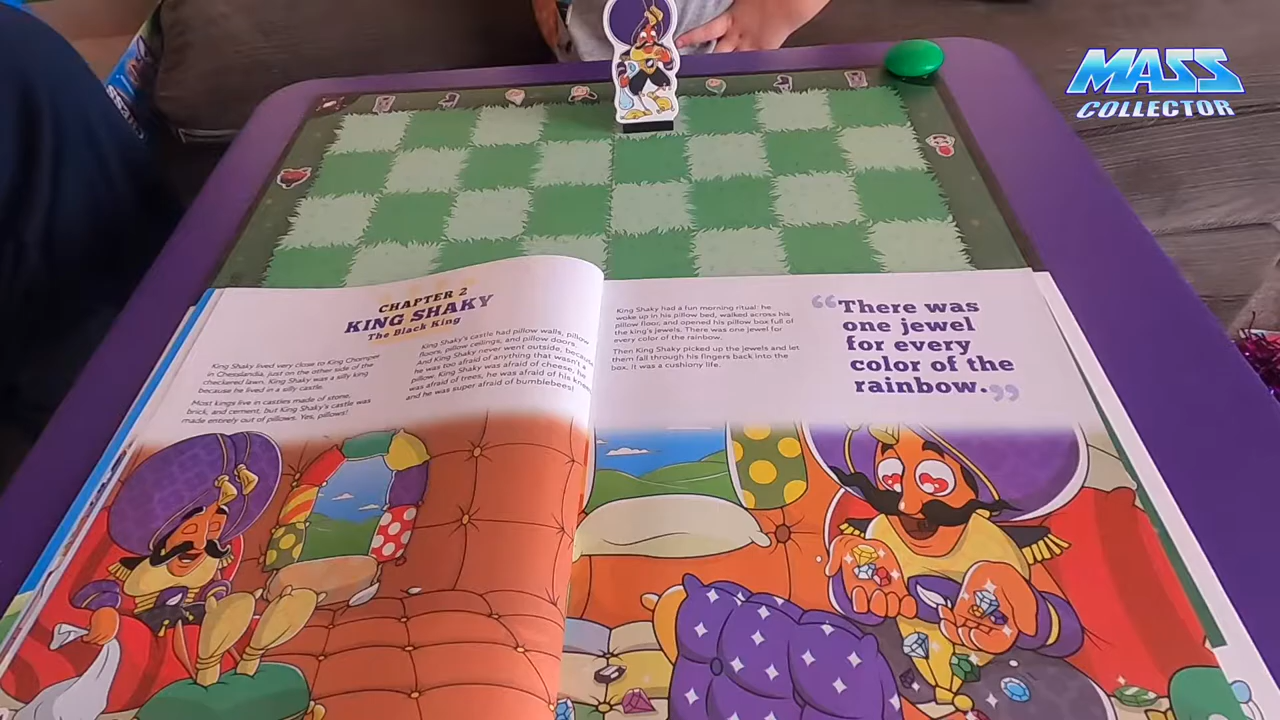 MASS
COLLECTOR
CHAPTER 2
KING SHAKY
The Black King
King Shaky lived very close to King Chomper
in Chesslandia, just on the other side of the
checkered lawn. King Shaky was a silly king
because he lived in a silly castle.
Most kings live in castles made of stone,
brick, and cement, but King Shaky's castle was
made entirely out of pillows. Yes, pillows!
King Shaky's castle had pillow walls, pillow
floors, pillow ceilings, and pillow doors.
And King Shaky never went outside, because
he was too afraid of anything that wasn't a
pillow. King Shaky was afraid of cheese, he
was afraid of trees, he was afraid of his knees
and he was super afraid of bumblebees!
King Shaky had a fun morning ritual: he
woke up in his pillow bed, walked across his
pillow floor, and opened his pillow box full of
the king's jewels. There was one jewel for
every color of the rainbow.
Then King Shaky picked up the jewels and let
them fall through his fingers back into the
box. It was a cushiony life.
“There was
one jewel
for every
color of the
rainbow.”